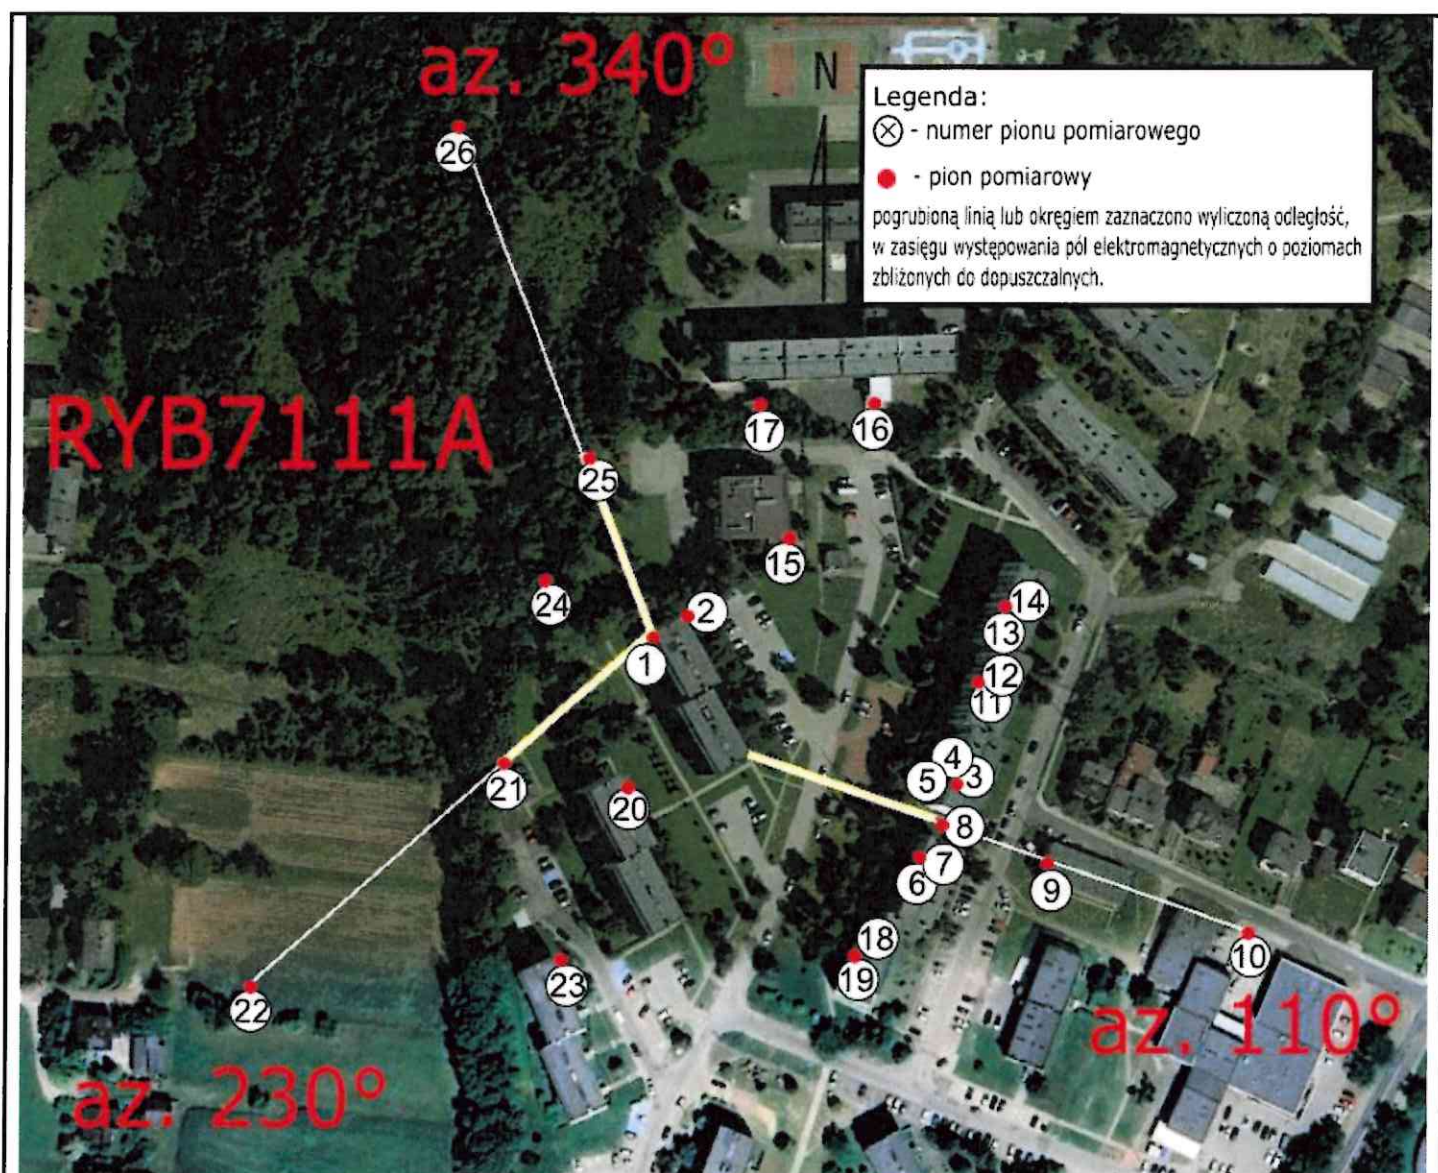 az. 340°
N
Legenda:
- numer pionu pomiarowego
- pion pomiarowy
pogrubioną linią lub okręgiem zaznaczono wyliczoną odległość,
w zasięgu występowania pól elektromagnetycznych o poziomach
zbliżonych do dopuszczalnych.
26
RYB7111A
17
16
25
15
24
2
14
13
1
12
11
4
5
3
21
20
8
7
6
9
18
10
19
23
22
az. 110°
az. 230°